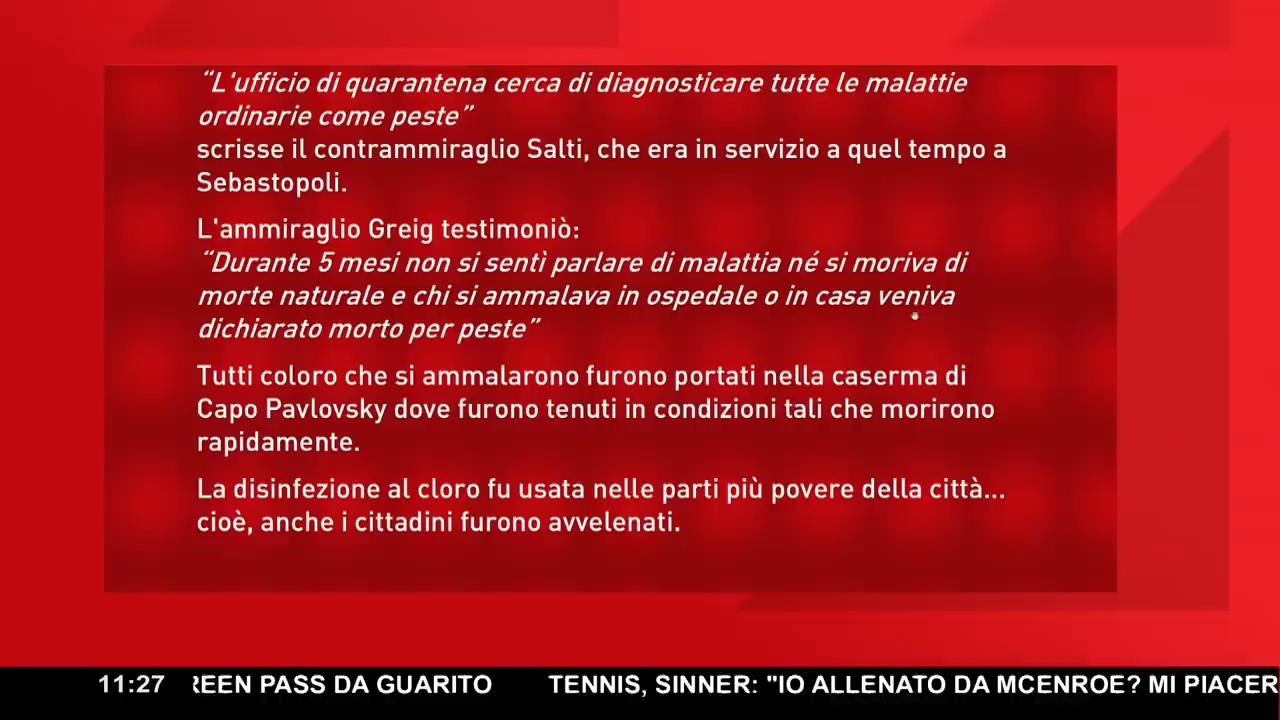 “L'ufficio di quarantena cerca di diagnosticare tutte le malattie
ordinarie come peste”
scrisse il contrammiraglio Salti, che era in servizio a quel tempo a
Sebastopoli.
L'ammiraglio Greig testimoniò:
“Durante 5 mesi non si sentì parlare di malattia né si moriva di
morte naturale e chi si ammalava in ospedale o in casa veniva
dichiarato morto per peste”
Tutti coloro che si ammalarono furono portati nella caserma di
Capo Pavlovsky dove furono tenuti in condizioni tali che morirono
rapidamente.
La disinfezione al cloro fu usata nelle parti più povere della città...
cioè, anche i cittadini furono avvelenati.
11:27 REEN PASS DA GUARITO TENNIS, SINNER: "IO ALLENATO DA MCENROE? MI PIACER